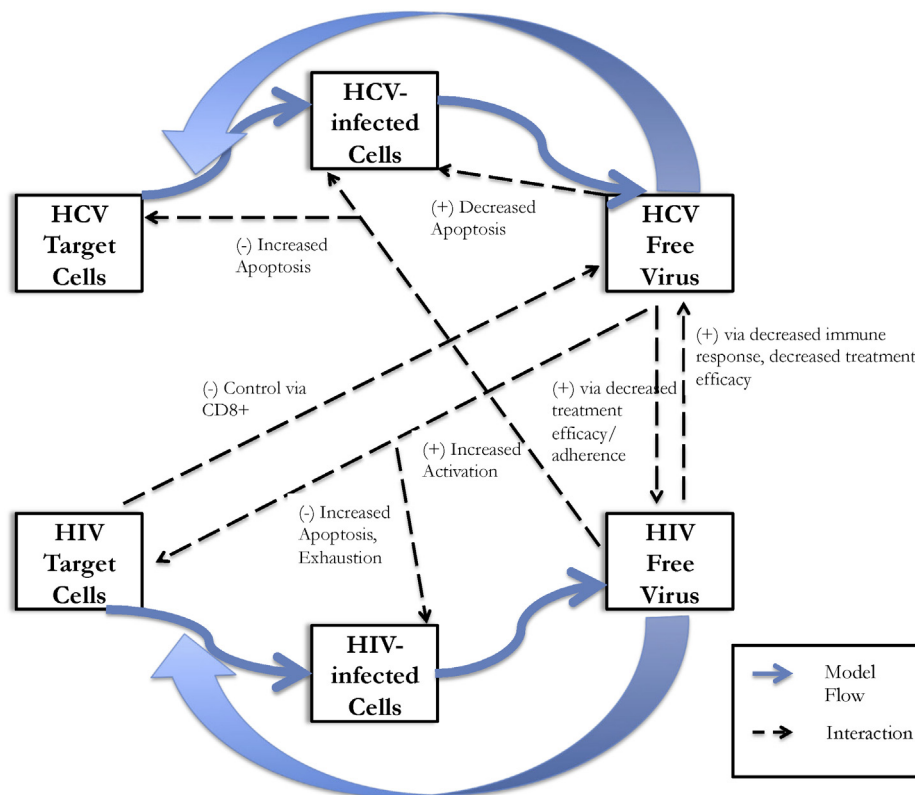 HCV-
infected
Cells
HCV
Target
Cells
HCV
Free
Virus
(+) Decreased
Apoptosis
(-) Increased
Apoptosis
(+) via decreased immune
response, decreased treatment
efficacy
(-) Control via
CD8+
(+) via decreased
treatment
efficacy/
adherence
(+) Increased
Activation
(-) Increased
Apoptosis,
Exhaustion
HIV
Target
Cells
HIV
Free
Virus
HIV-
infected
Cells
Model
Flow
Interaction